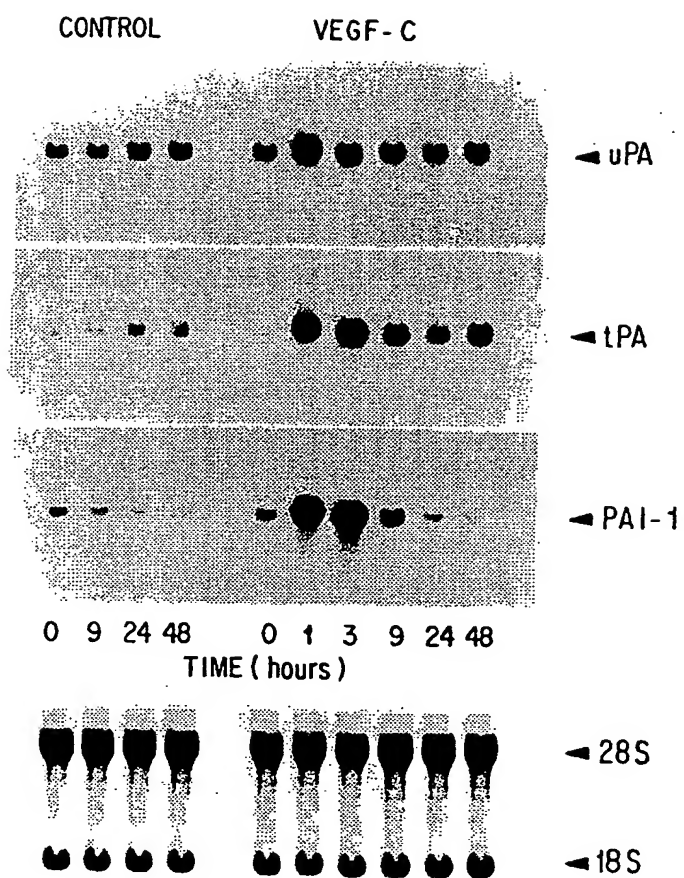 CONTROL VEGF-C
uPA
tPA
PAI-1
0 9 24 48 0 1 3 9 24 48
TIME (hours)
28S
18S